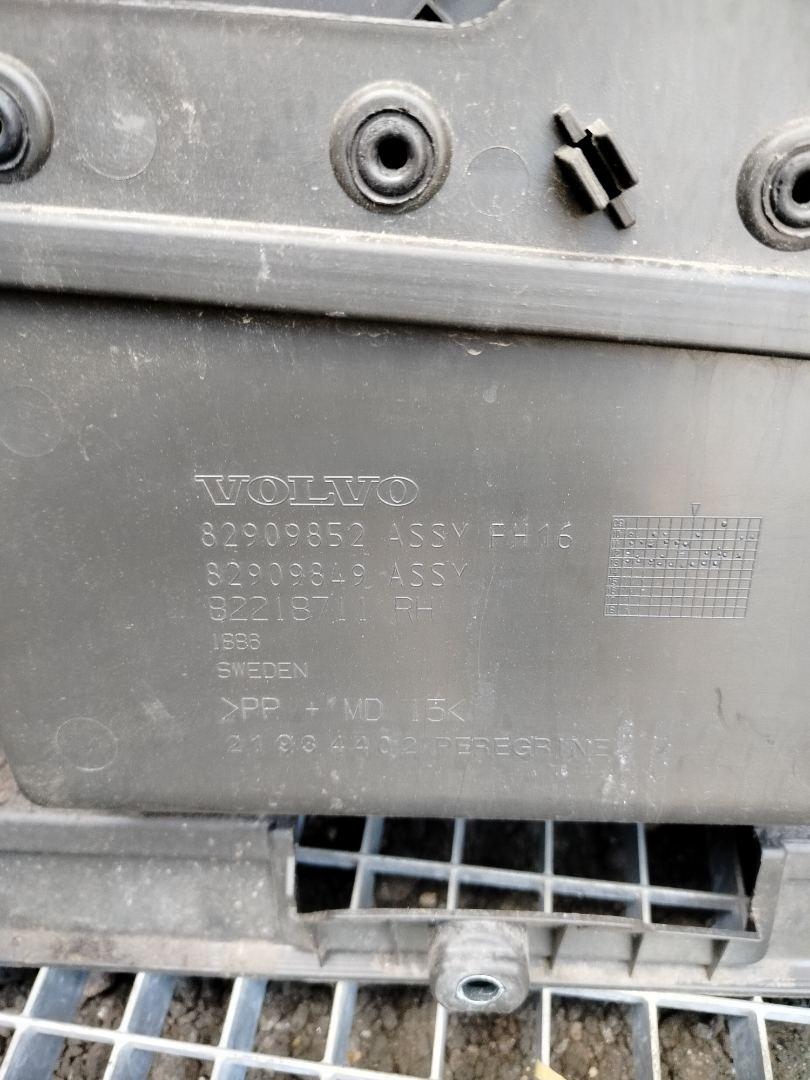 VOLVO
82909852 ASSY FH16
82909849 ASSY
82218711 RH
1886
SWEDEN
>PP + MD 15<
21934402 PEREGRINE